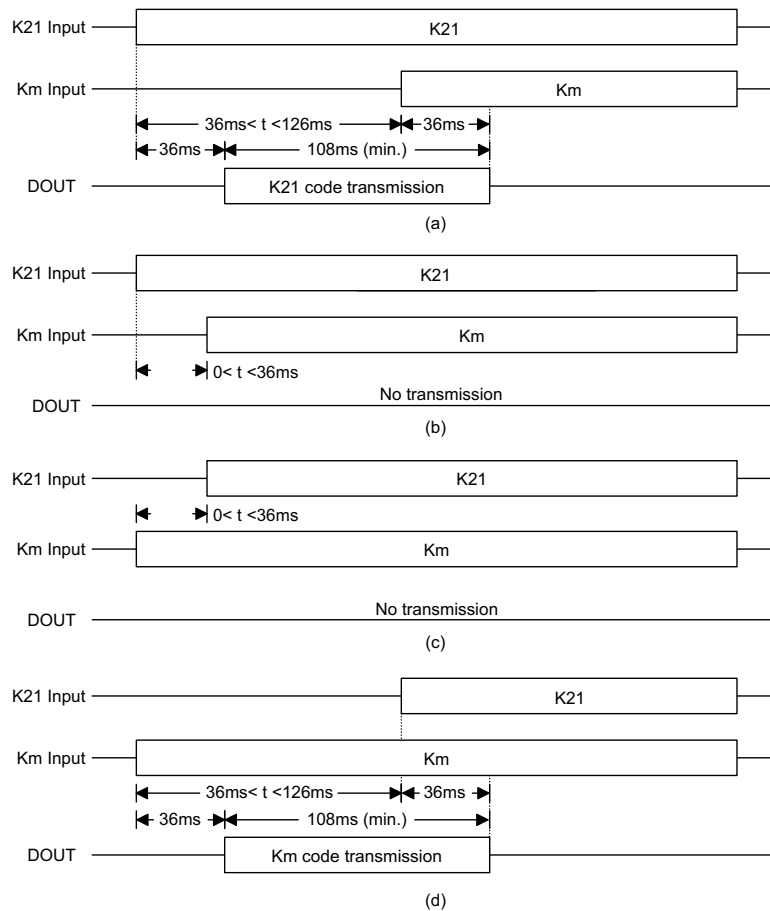 K21 Input
K21
Km Input
Km
36ms< t <126ms
36ms
36ms
108ms (min.)
DOUT
K21 code transmission
(a)
K21 Input
K21
Km Input
Km
0< t <36ms
DOUT
No transmission
(b)
K21 Input
K21
0< t <36ms
Km Input
Km
DOUT
No transmission
(c)
K21 Input
K21
Km Input
Km
36ms< t <126ms
36ms
36ms
108ms (min.)
DOUT
Km code transmission
(d)